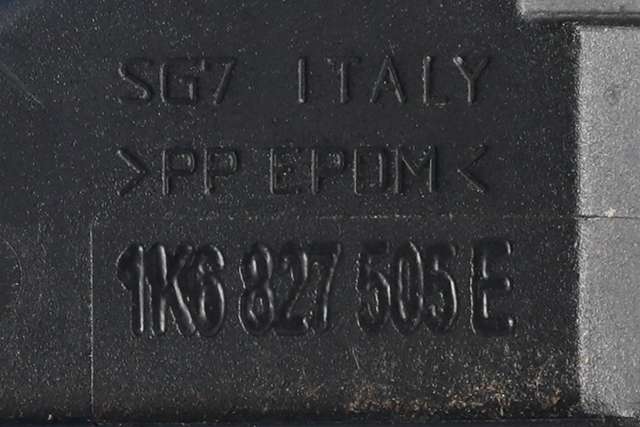 SG7 ITALY
>PP EPDM<
1K6 827 505 E